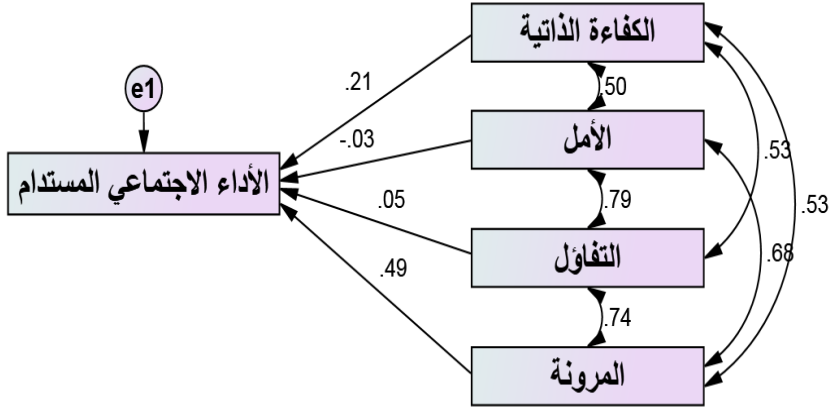 الكفاءة الذاتية
.50
.21
e1
الأمل
-.03
.53
الأداء الاجتماعي المستدام
.79
.05
.53
التفاؤل
.68
.49
.74
المرونة